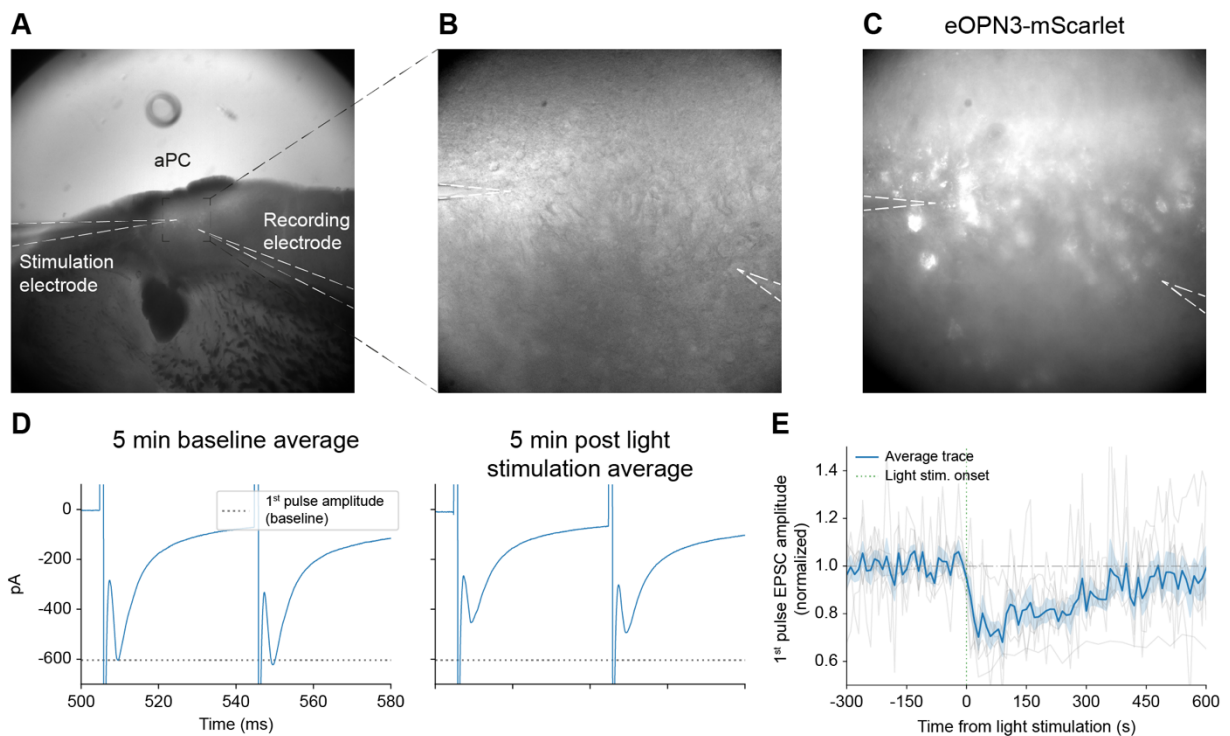 A
B
C
eOPN3-mScarlet
aPC
Recording
electrode
Stimulation
electrode
D
5 min baseline average
5 min post light
stimulation average
E
1st pulse amplitude
(baseline)
0
-200
-400
-600
pA
500
520
540
560
580
Time (ms)
Average trace
Light stim. onset
1.4
1.2
1.0
0.8
0.6
1st pulse EPSC amplitude
(normalized)
-300
-150
0
150
300
450
600
Time from light stimulation (s)